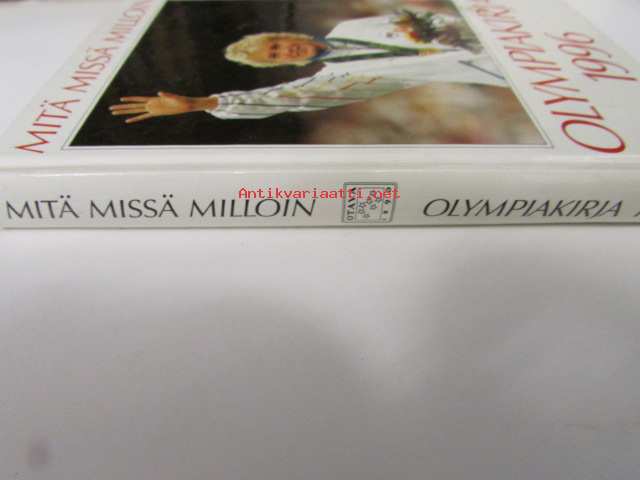 MITÄ MISSÄ MILLOIN
OLYMPIAKIRJA
1996
Antikvariaatti.net
MITÄ MISSÄ MILLOIN
OTAVA
OLYMPIAKIRJA